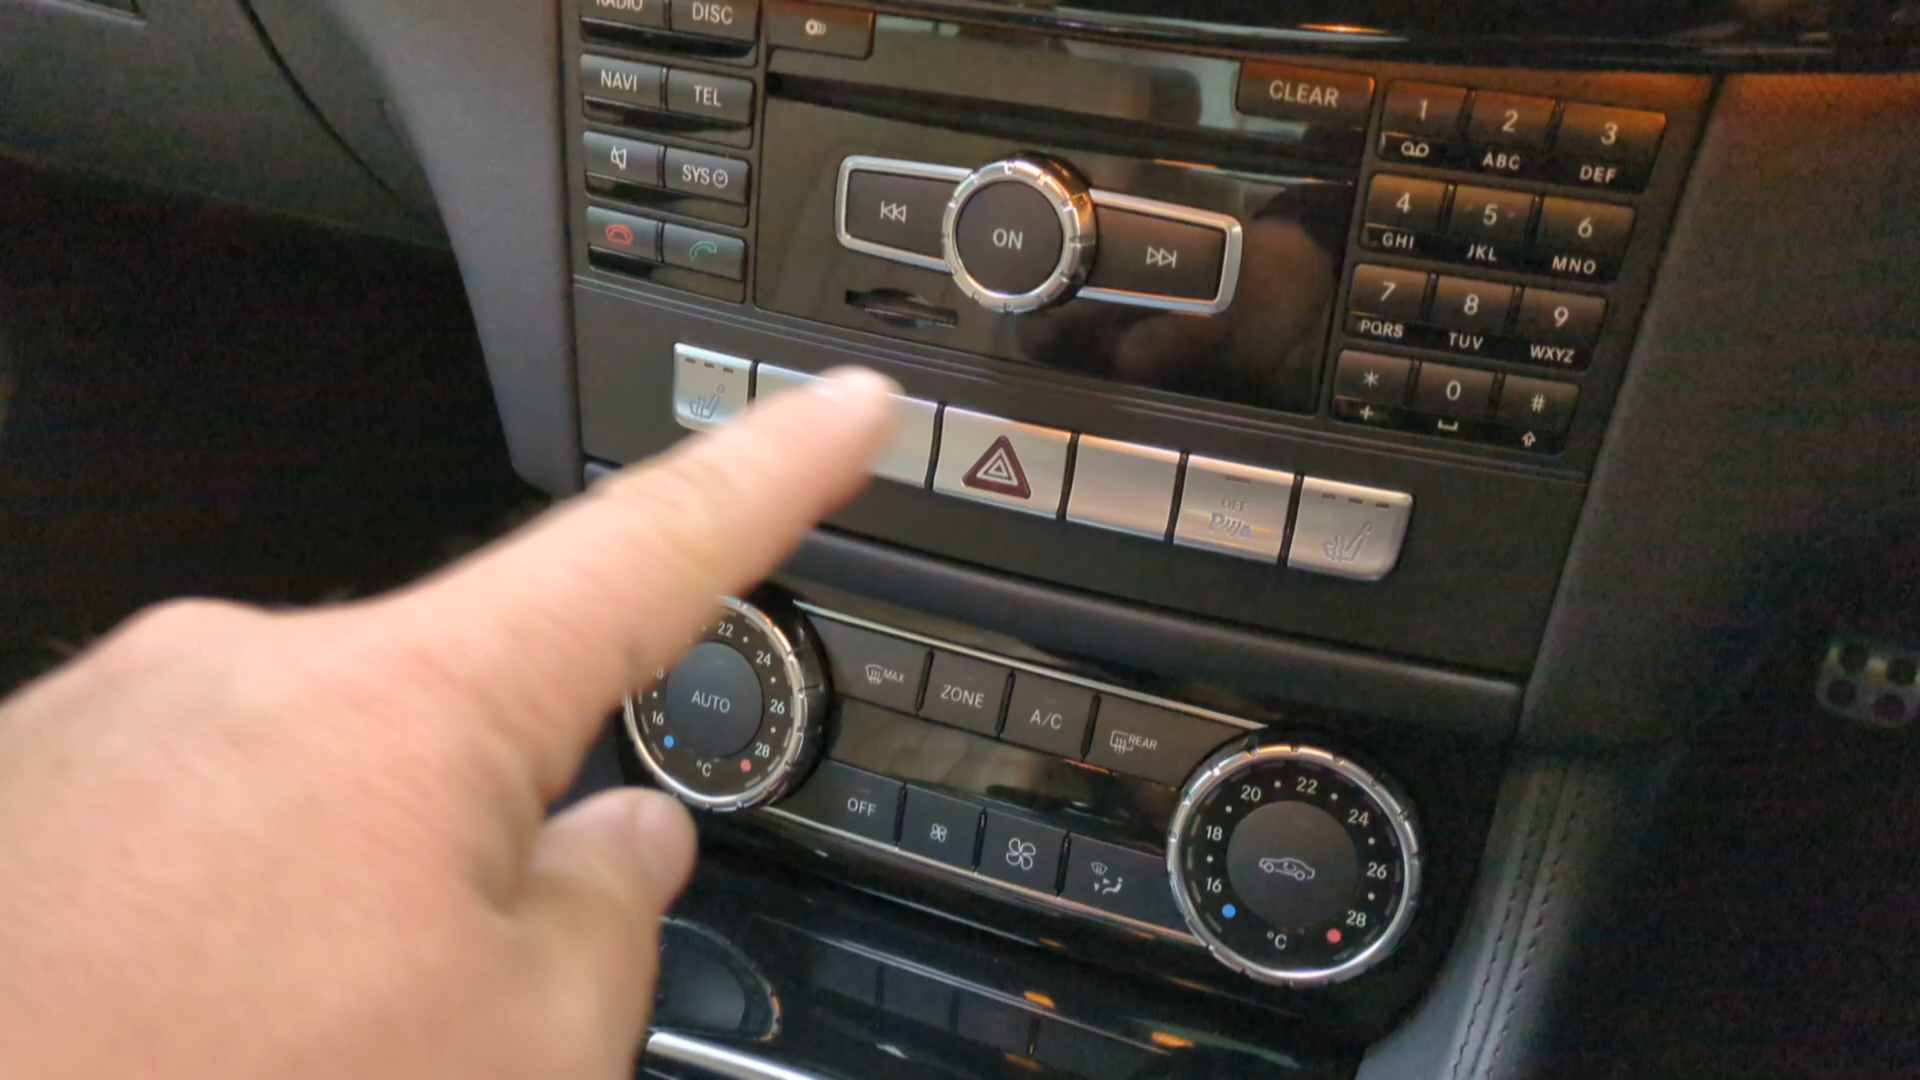 RADIO DISC
CLEAR
NAVI TEL
SYS
ON
1 2 3
ABC DEF
4 5 6
GHI JKL MNO
7 8 9
PQRS TUV WXYZ
* 0 #
+
OFF
P
22 24 26 28 16 18
AUTO
°C
MAX ZONE A/C REAR
OFF
16 18 20 22 24 26 28
°C